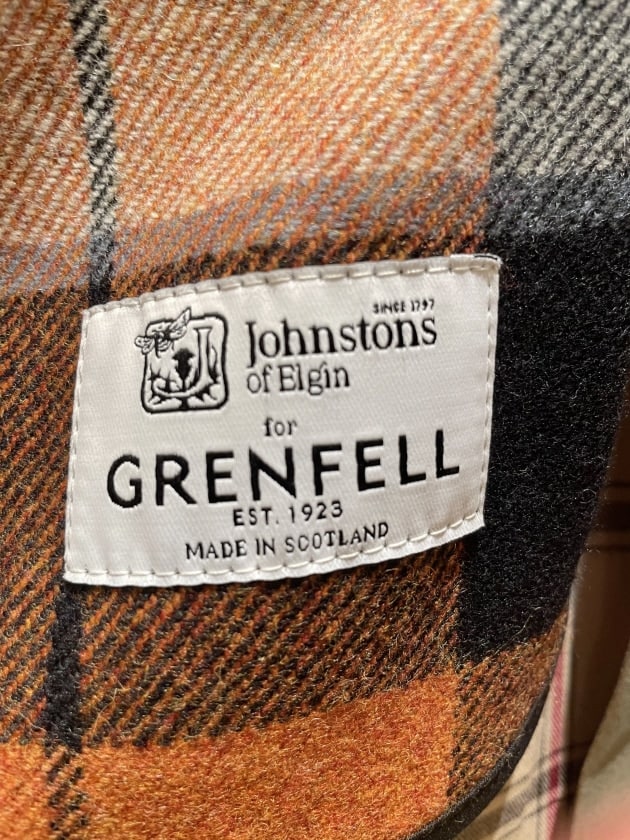 SINCE 1797
Johnstons
of Elgin
for
GRENFELL
EST. 1923
MADE IN SCOTLAND